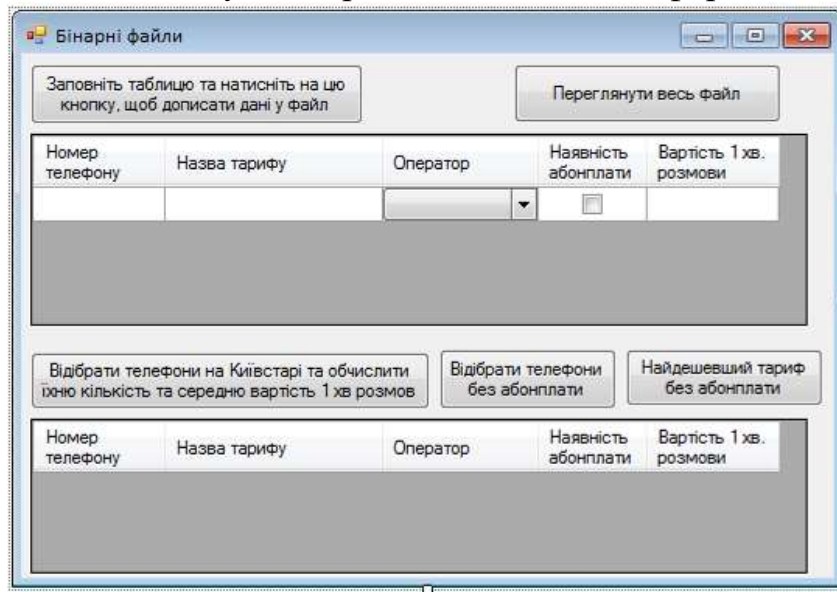 Бінарні файли
Заповніть таблицю та натисніть на цю
кнопку, щоб дописати дані у файл
Переглянути весь файл
Номер телефону Назва тарифу Оператор Наявність абонплати Вартість 1 хв. розмови
Відібрати телефони на Київстарі та обчислити
їхню кількість та середню вартість 1 хв розмов
Відібрати телефони
без абонплати
Найдешевший тариф
без абонплати
Номер телефону Назва тарифу Оператор Наявність абонплати Вартість 1 хв. розмови